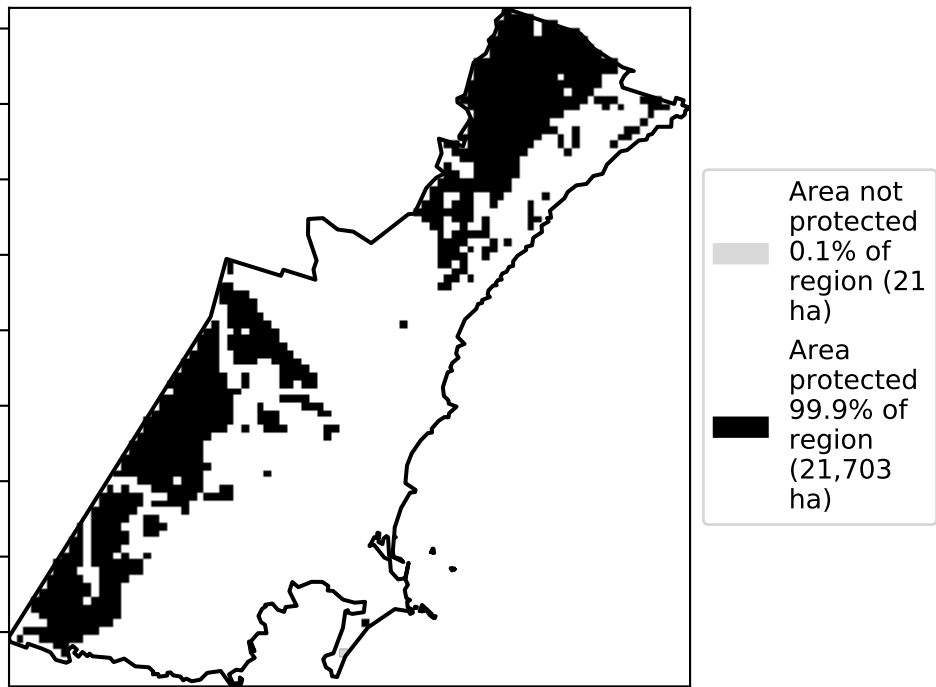 Area not
protected
0.1% of
region (21
ha)
Area
protected
99.9% of
region
(21,703
ha)